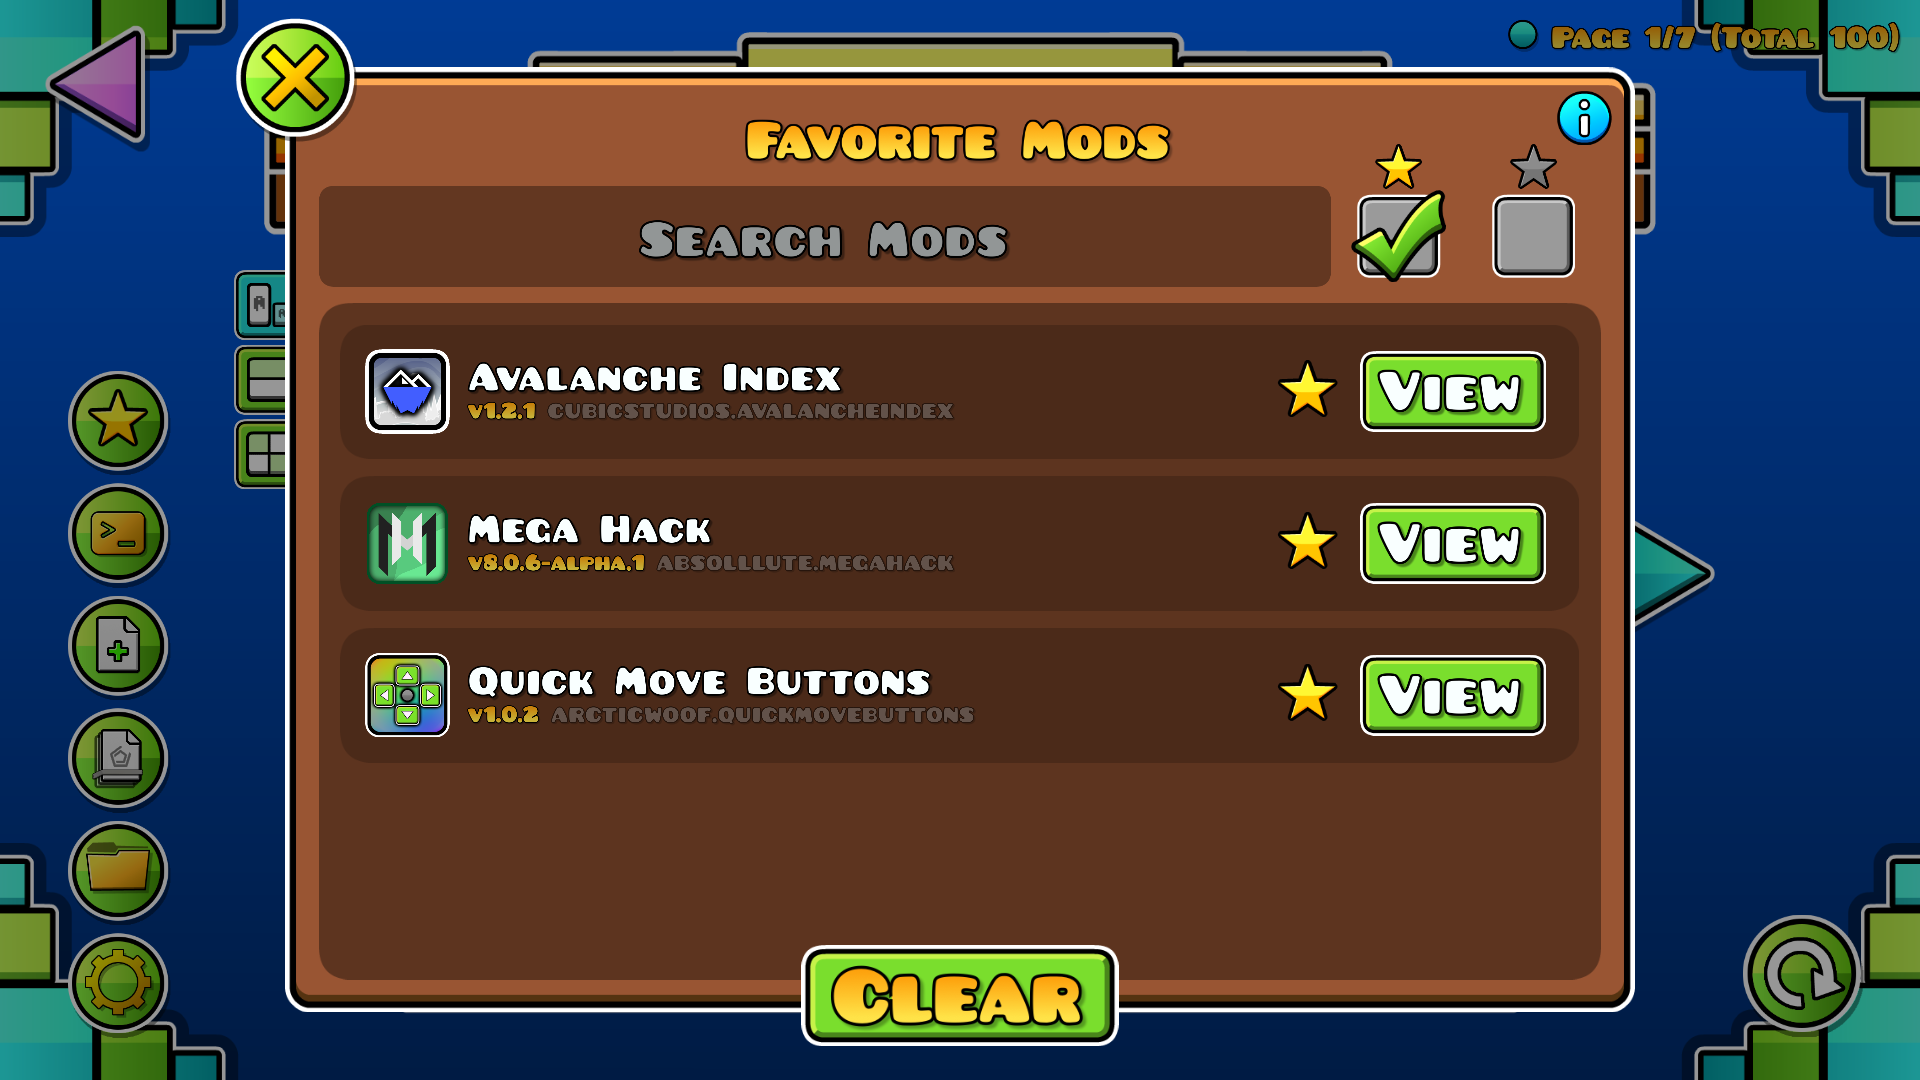 Page 1/7 (Total 100)
Favorite Mods
Search Mods
Avalanche Index
v1.2.1 cubicstudios.avalancheindex
View
Mega Hack
v8.0.6-alpha.1 absolllute.megahack
View
Quick Move Buttons
v1.0.2 arcticwoof.quickmovebuttons
View
Clear